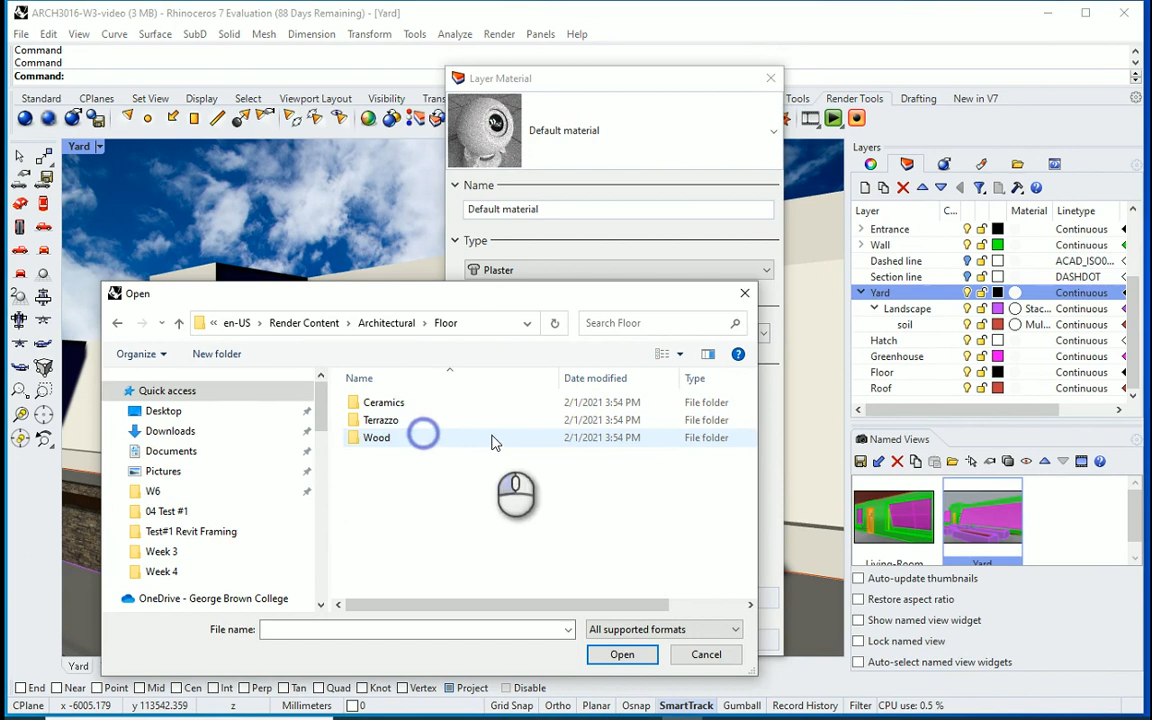 ARCH3016-W3-video (3 MB) - Rhinoceros 7 Evaluation (88 Days Remaining) - [Yard]
File Edit View Curve Surface SubD Solid Mesh Dimension Transform Tools Analyze Render Panels Help
Command
Command
Command:
Standard CPlanes Set View Display Select Viewport Layout Visibility Tools Render Tools Drafting New in V7
Yard
Layer Material
Default material
Name
Default material
Type
Plaster
Layers
Layer C... Material Linetype
Entrance Continuous
Wall Continuous
Dashed line ACAD_ISO0...
Section line DASHDOT
Yard Continuous
Landscape Stac... Continuous
soil Mul... Continuous
Hatch Continuous
Greenhouse Continuous
Floor Continuous
Roof Continuous
Open
« en-US > Render Content > Architectural > Floor
Search Floor
Organize New folder
Name Date modified Type
Ceramics 2/1/2021 3:54 PM File folder
Terrazzo 2/1/2021 3:54 PM File folder
Wood 2/1/2021 3:54 PM File folder
Quick access
Desktop
Downloads
Documents
Pictures
W6
04 Test #1
Test#1 Revit Framing
Week 3
Week 4
OneDrive - George Brown College
File name: All supported formats
Open Cancel
Named Views
Living-Room Yard
Auto-update thumbnails
Restore aspect ratio
Show named view widget
Lock named view
Auto-select named view widgets
Yard
End Near Point Mid Cen Int Perp Tan Quad Knot Vertex Project Disable
CPlane x -6005.179 y 113542.359 z Millimeters 0 Grid Snap Ortho Planar Osnap SmartTrack Gumball Record History Filter CPU use: 0.5 %